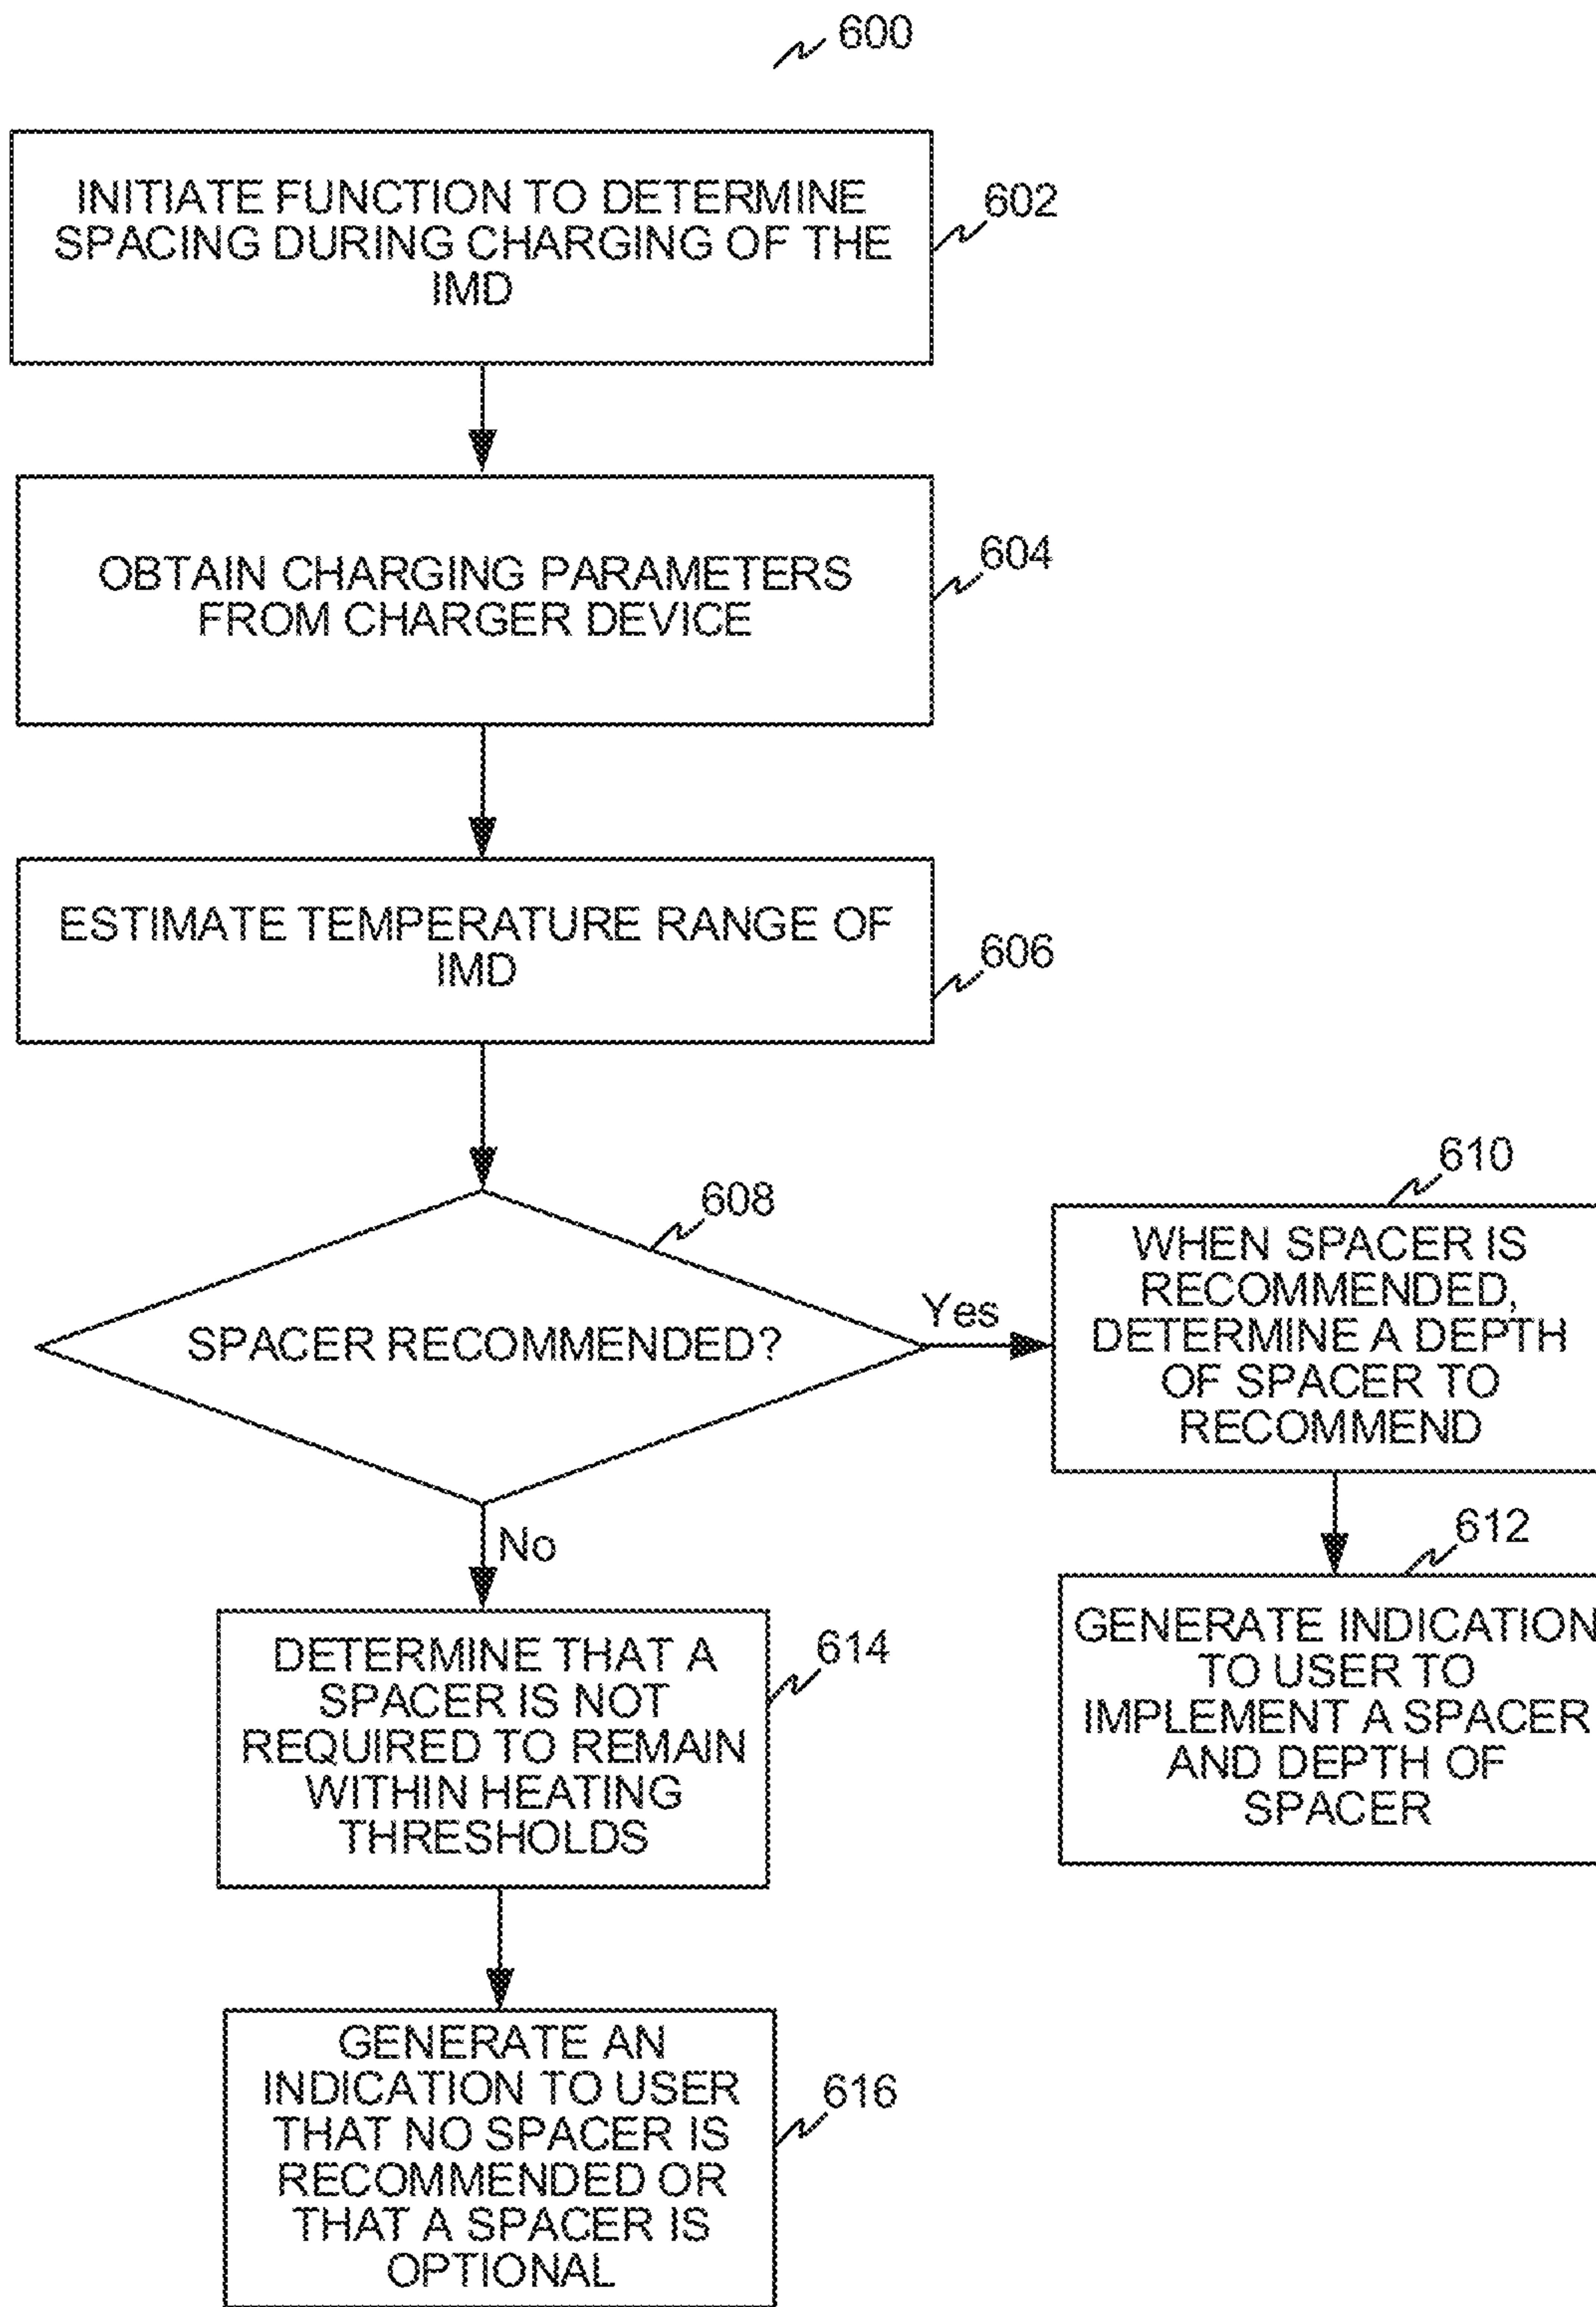 600
INITIATE FUNCTION TO DETERMINE
SPACING DURING CHARGING OF THE
IMD
602
OBTAIN CHARGING PARAMETERS
FROM CHARGER DEVICE
604
ESTIMATE TEMPERATURE RANGE OF
IMD
606
SPACER RECOMMENDED?
608
Yes
610
WHEN SPACER IS
RECOMMENDED,
DETERMINE A DEPTH
OF SPACER TO
RECOMMEND
612
GENERATE INDICATION
TO USER TO
IMPLEMENT A SPACER
AND DEPTH OF
SPACER
No
DETERMINE THAT A
SPACER IS NOT
REQUIRED TO REMAIN
WITHIN HEATING
THRESHOLDS
614
GENERATE AN
INDICATION TO USER
THAT NO SPACER IS
RECOMMENDED OR
THAT A SPACER IS
OPTIONAL
616